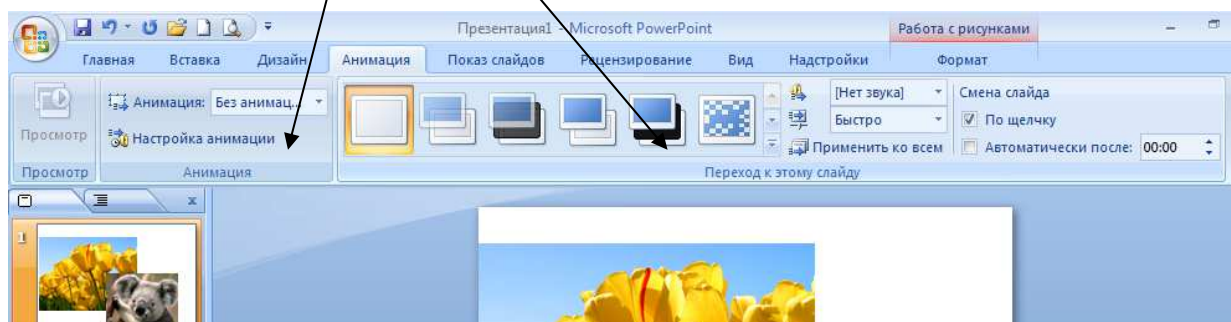 Презентация1 - Microsoft PowerPoint
Работа с рисунками
Главная Вставка Дизайн Анимация Показ слайдов Рецензирование Вид Надстройки Формат
Просмотр
Анимация: Без анимац...
Настройка анимации
[Нет звука]
Быстро
Применить ко всем
Смена слайда
По щелчку
Автоматически после: 00:00
Просмотр Анимация Переход к этому слайду
1